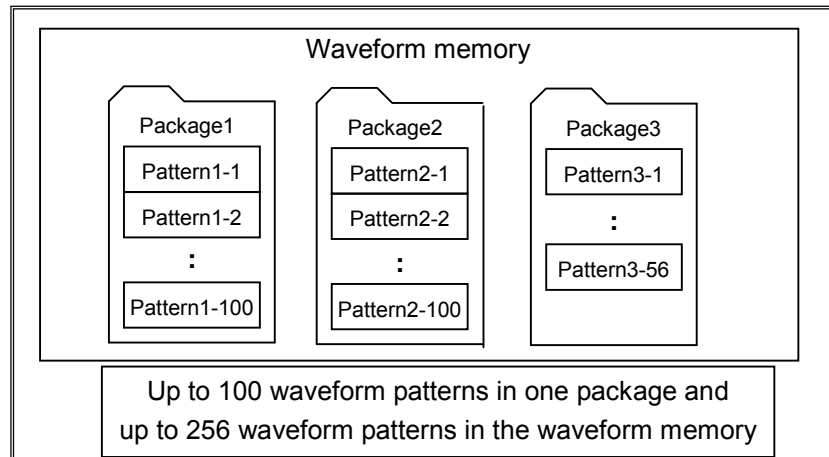 Waveform memory
Package1
Pattern1-1
Pattern1-2
:
Pattern1-100
Package2
Pattern2-1
Pattern2-2
:
Pattern2-100
Package3
Pattern3-1
:
Pattern3-56
Up to 100 waveform patterns in one package and
up to 256 waveform patterns in the waveform memory